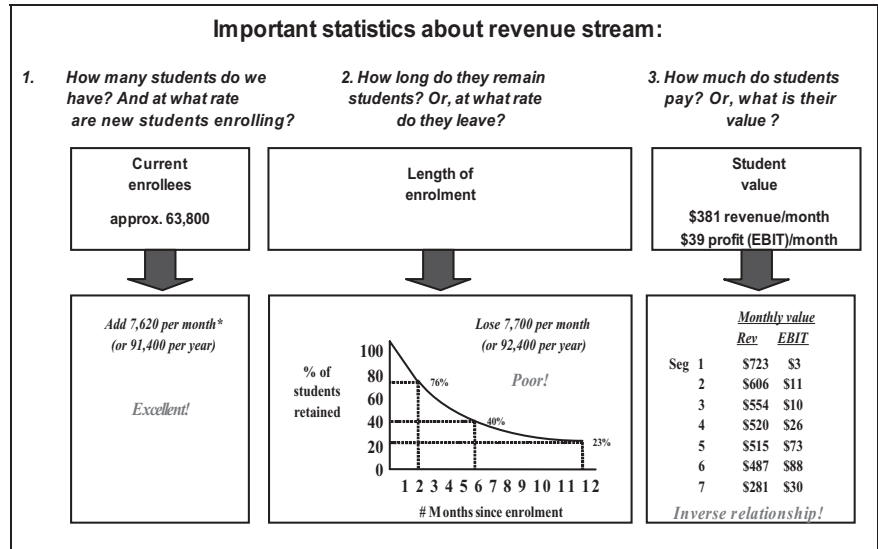 Important statistics about revenue stream:
1. How many students do we
have? And at what rate
are new students enrolling?
2. How long do they remain
students? Or, at what rate
do they leave?
3. How much do students
pay? Or, what is their
value ?
Current
enrollees
approx. 63,800
Length of
enrolment
Student
value
$381 revenue/month
$39 profit (EBIT)/month
Add 7,620 per month*
(or 91,400 per year)
Excellent!
Lose 7,700 per month
(or 92,400 per year)
Poor!
% of
students
retained
100
80
60
40
20
0
76%
40%
23%
1 2 3 4 5 6 7 8 9 10 11 12
# Months since enrolment
Monthly value
Rev EBIT
Seg 1 $723 $3
2 $606 $11
3 $554 $10
4 $520 $26
5 $515 $73
6 $487 $88
7 $281 $30
Inverse relationship!